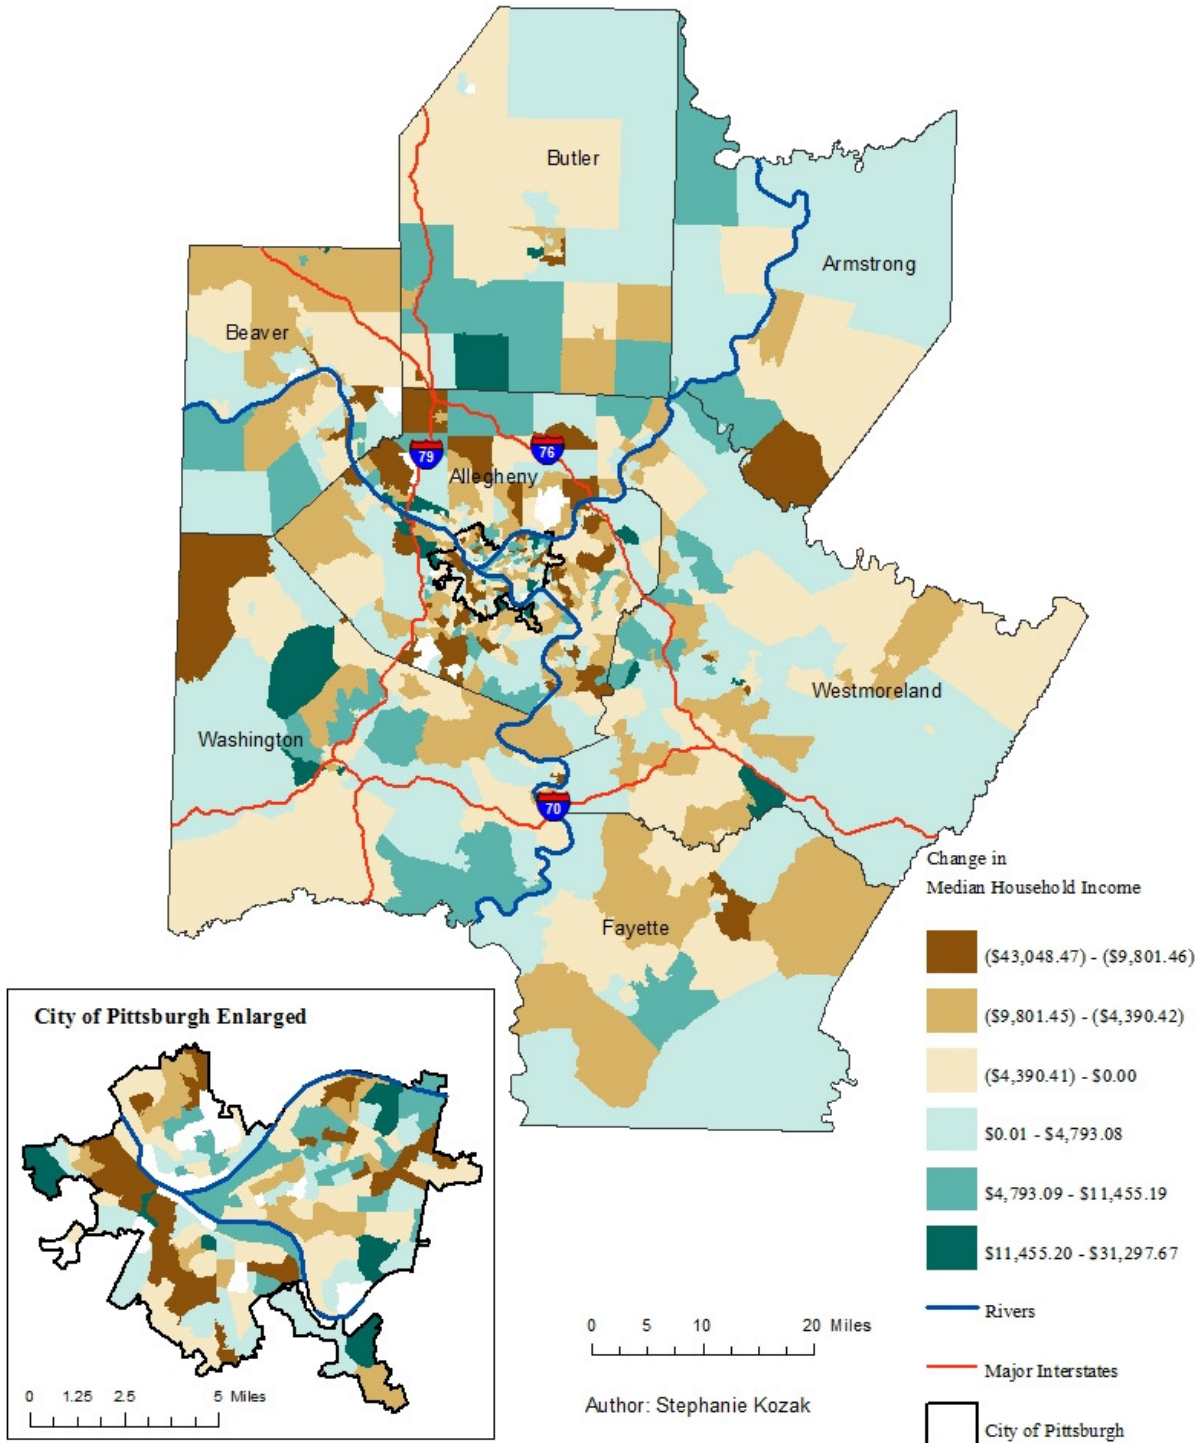 Butler
Armstrong
Beaver
79
76
Allegheny
Westmoreland
Washington
70
Fayette
Change in
Median Household Income
($43,048.47) - ($9,801.46)
($9,801.45) - ($4,390.42)
($4,390.41) - $0.00
$0.01 - $4,793.08
$4,793.09 - $11,455.19
$11,455.20 - $31,297.67
Rivers
Major Interstates
City of Pittsburgh
City of Pittsburgh Enlarged
0 1.25 2.5 5 Miles
0 5 10 20 Miles
Author: Stephanie Kozak